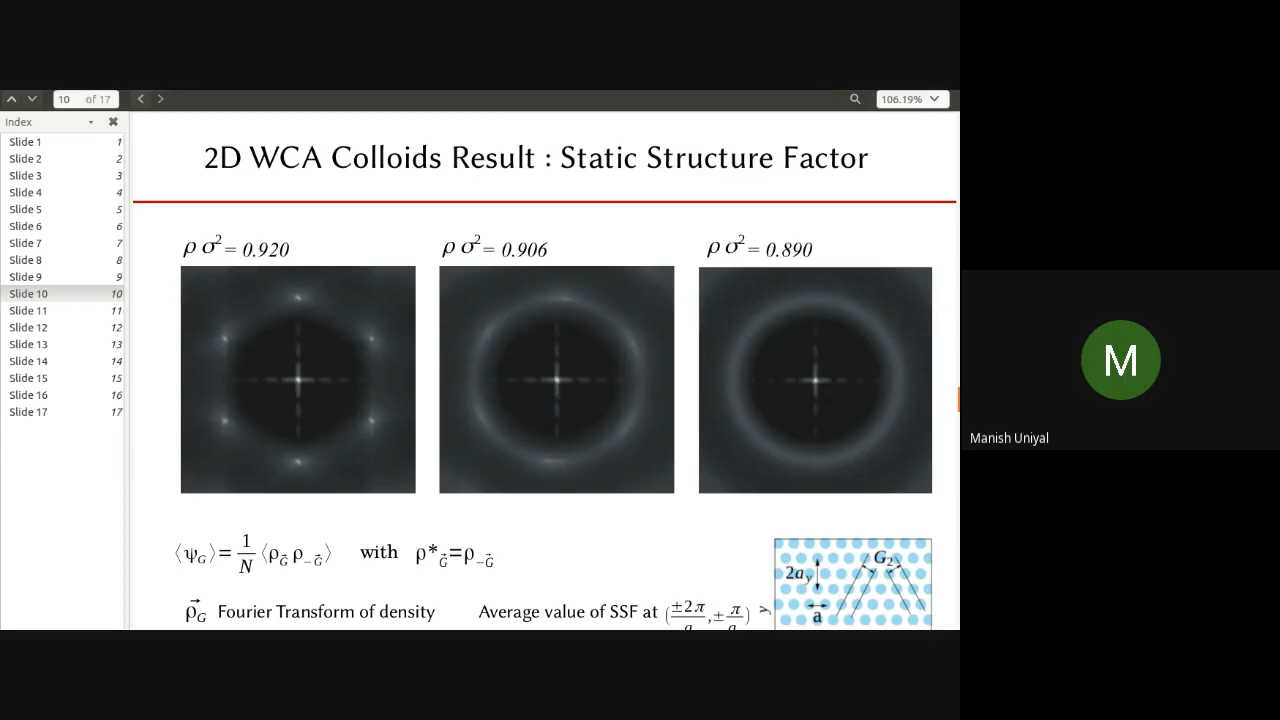 10 of 17
106.19%
Index
Slide 1 1
Slide 2 2
Slide 3 3
Slide 4 4
Slide 5 5
Slide 6 6
Slide 7 7
Slide 8 8
Slide 9 9
Slide 10 10
Slide 11 11
Slide 12 12
Slide 13 13
Slide 14 14
Slide 15 15
Slide 16 16
Slide 17 17
2D WCA Colloids Result : Static Structure Factor
ρ σ² = 0.920
ρ σ² = 0.906
ρ σ² = 0.890
⟨ψ_G⟩ = 1/N ⟨ρ_G⃗ ρ_-G⃗⟩ with ρ*_G⃗ = ρ_-G⃗
ρ⃗_G Fourier Transform of density
Average value of SSF at (±2π/a, ±π/a)
G₂
2a_y
a
M
Manish Uniyal